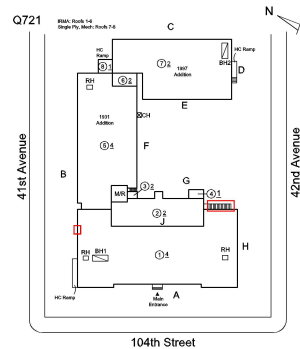 Q721
IRMA: Roofs 1-6
Single Ply, Mech: Roofs 7-8
N
C
HC
Ramp
8 1
7 2
1997
Addition
BH2
HC Ramp
D
6 2
RH
E
CH
1931
Addition
5 4
F
B
41st Avenue
42nd Avenue
M/R
3 2
G
4 1
2 2
J
H
RH
BH1
1 4
RH
HC Ramp
A
Main
Entrance
104th Street